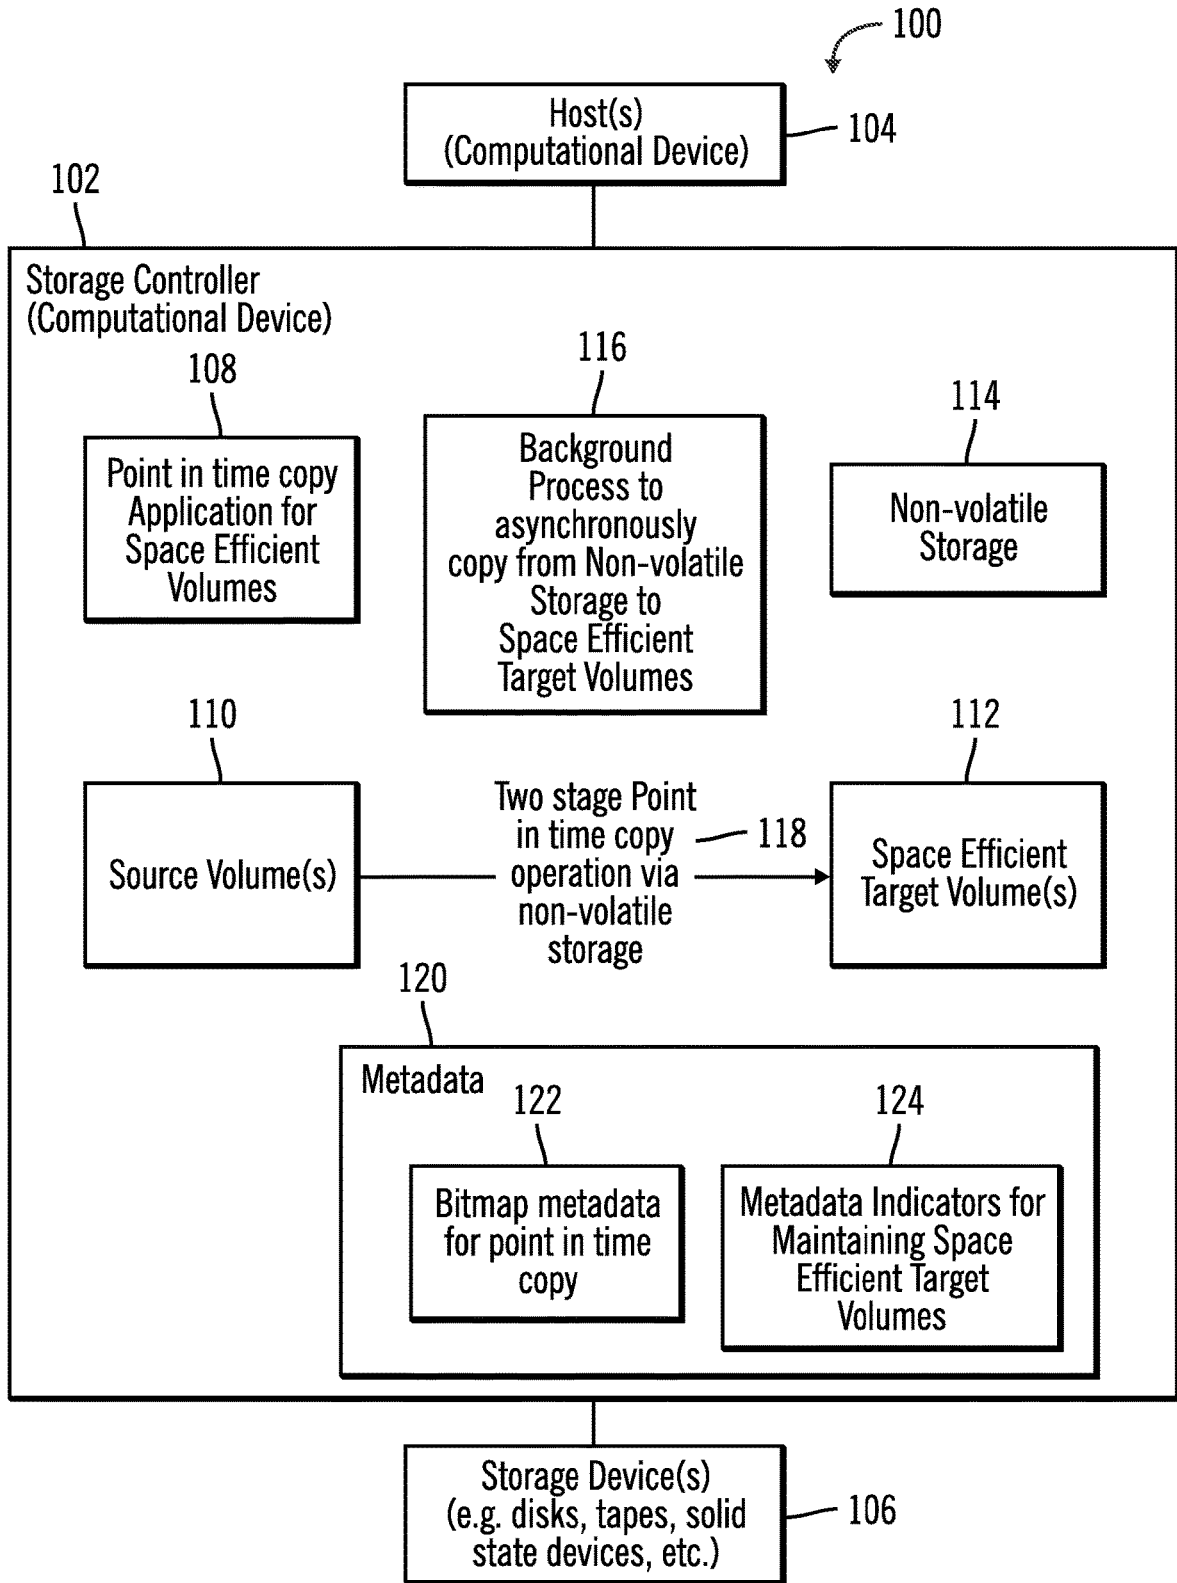 100
Host(s)
(Computational Device)
104
102
Storage Controller
(Computational Device)
108
Point in time copy
Application for
Space Efficient
Volumes
116
Background
Process to
asynchronously
copy from Non-volatile
Storage to
Space Efficient
Target Volumes
114
Non-volatile
Storage
110
Source Volume(s)
Two stage Point
in time copy
operation via
non-volatile
storage
118
112
Space Efficient
Target Volume(s)
120
Metadada
122
Bitmap metadata
for point in time
copy
124
Metadata Indicators for
Maintaining Space
Efficient Target
Volumes
Storage Device(s)
(e.g. disks, tapes, solid
state devices, etc.)
106